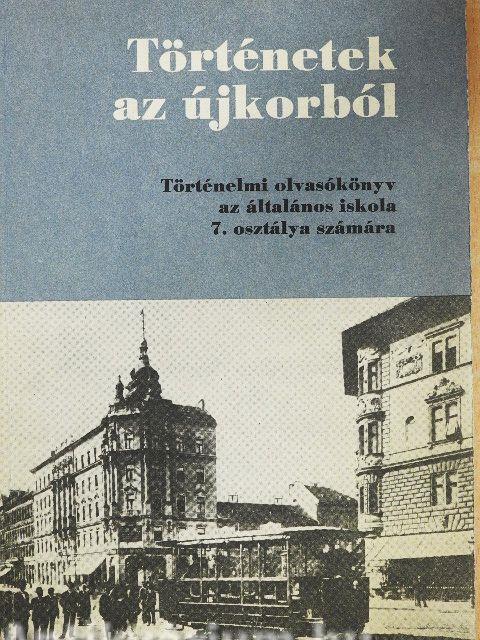 Történetek
az újkorból
Történelmi olvasókönyv
az általános iskola
7. osztálya számára